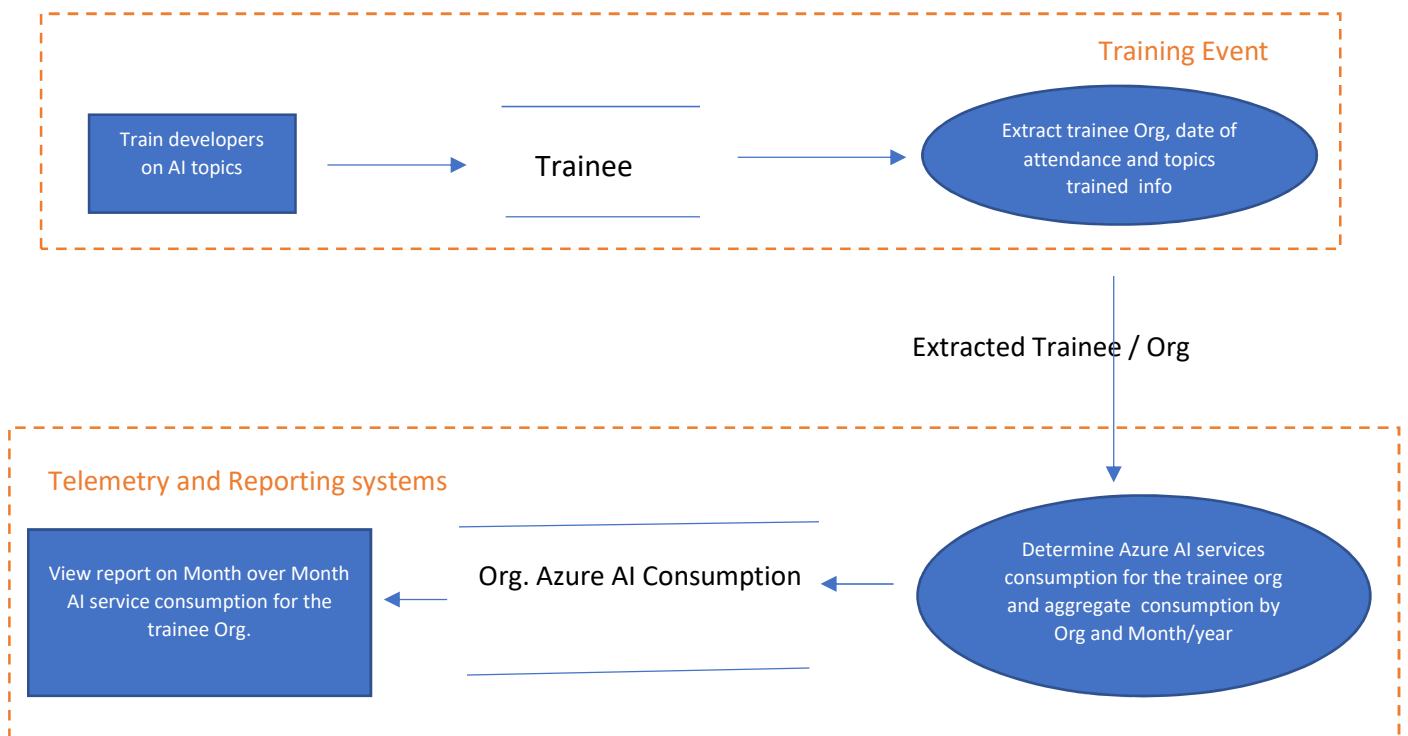 Training Event
Train developers
on AI topics
Trainee
Extract trainee Org, date of
attendance and topics
trained info
Extracted Trainee / Org
Telemetry and Reporting systems
View report on Month over Month
AI service consumption for the
trainee Org.
Org. Azure AI Consumption
Determine Azure AI services
consumption for the trainee org
and aggregate consumption by
Org and Month/year